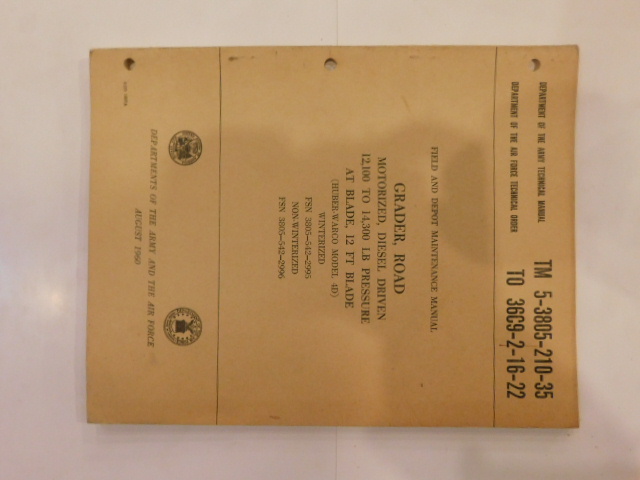 DEPARTMENT OF THE ARMY TECHNICAL MANUAL
DEPARTMENT OF THE AIR FORCE TECHNICAL ORDER
TM 5-3805-210-35
TO 36C9-2-16-22
FIELD AND DEPOT MAINTENANCE MANUAL
GRADER, ROAD
MOTORIZED, DIESEL DRIVEN
12,100 TO 14,300 LB PRESSURE
AT BLADE, 12 FT BLADE
(HUBER-WARCO MODEL 4D)
WINTERIZED
FSN 3805-542-2995
NON-WINTERIZED
FSN 3805-542-2996
DEPARTMENTS OF THE ARMY AND THE AIR FORCE
AUGUST 1960